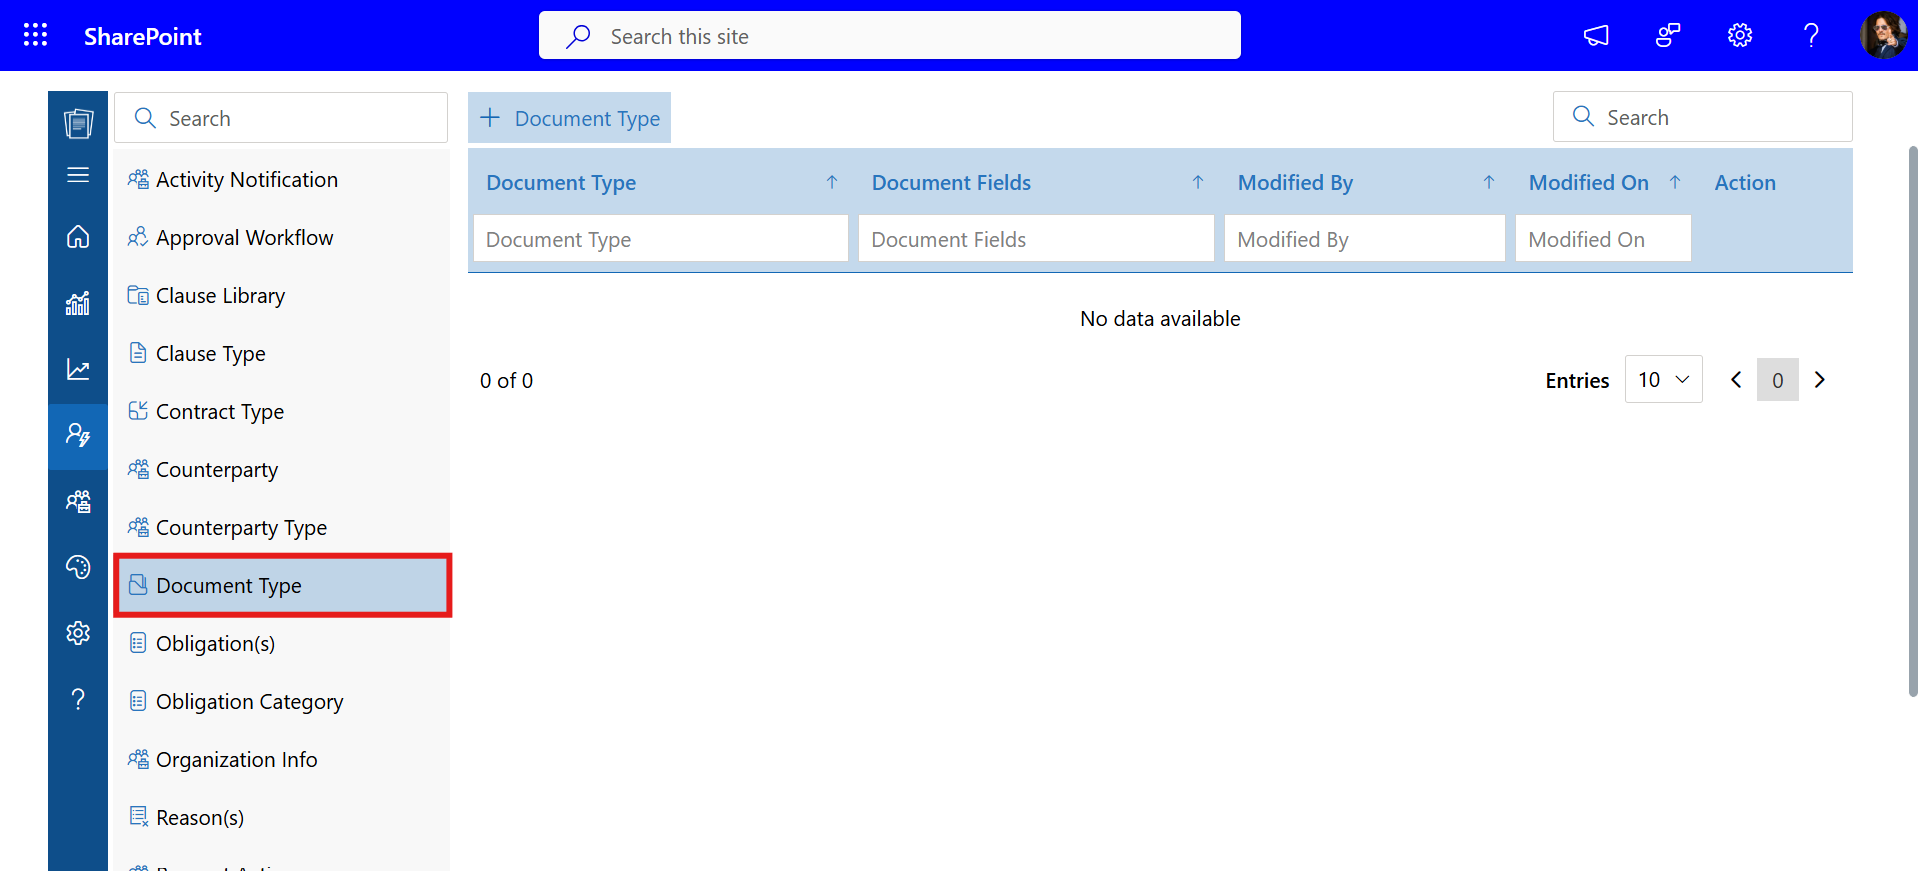 SharePoint
Search this site
Search
Activity Notification
Approval Workflow
Clause Library
Clause Type
Contract Type
Counterparty
Counterparty Type
Document Type
Obligation(s)
Obligation Category
Organization Info
Reason(s)
Document Type
Search
Document Type Document Fields Modified By Modified On Action
Document Type Document Fields Modified By Modified On
No data available
0 of 0 Entries 10 0